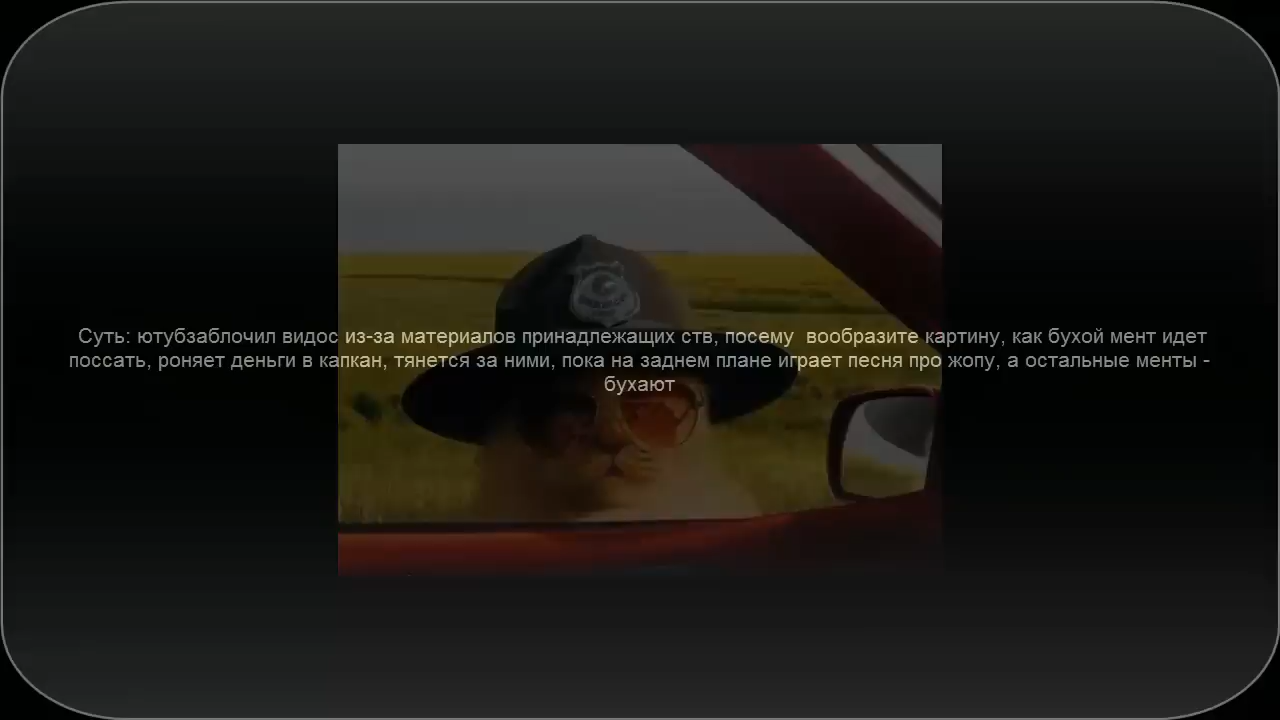 Суть: ютубзаблочил видос из-за материалов принадлежащих ств, посему  вообразите картину, как бухой мент идет
поссать, роняет деньги в капкан, тянется за ними, пока на заднем плане играет песня про жопу, а остальные менты -
бухают